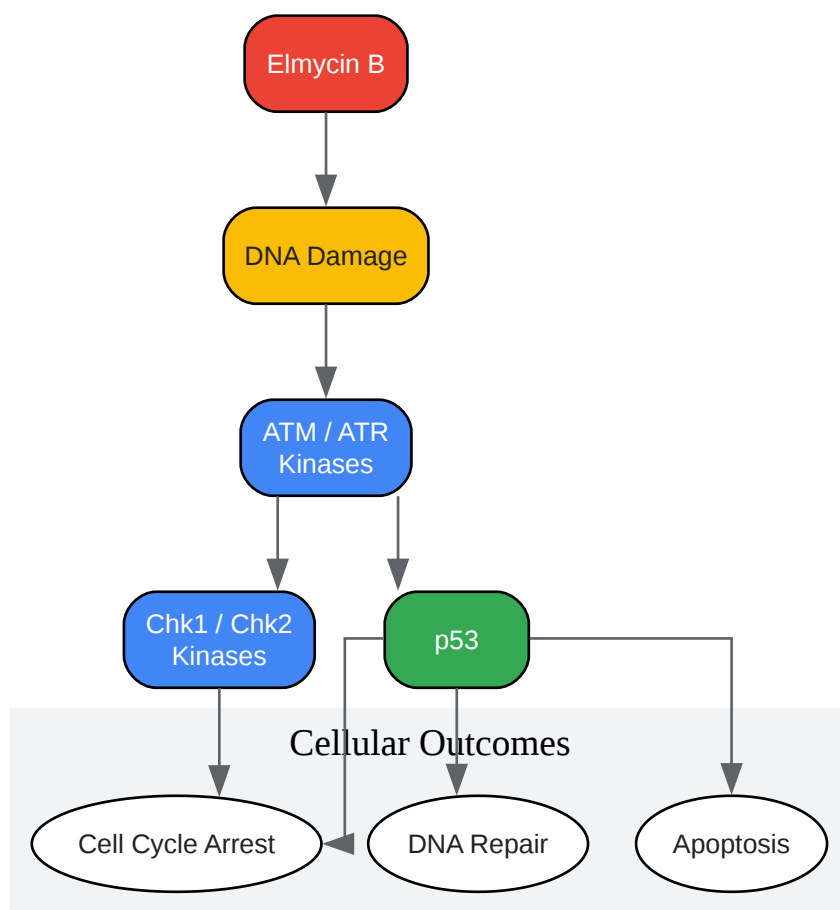 Elmycin B
DNA Damage
ATM / ATR
Kinases
Chk1 / Chk2
Kinases
p53
Cellular Outcomes
Cell Cycle Arrest
DNA Repair
Apoptosis